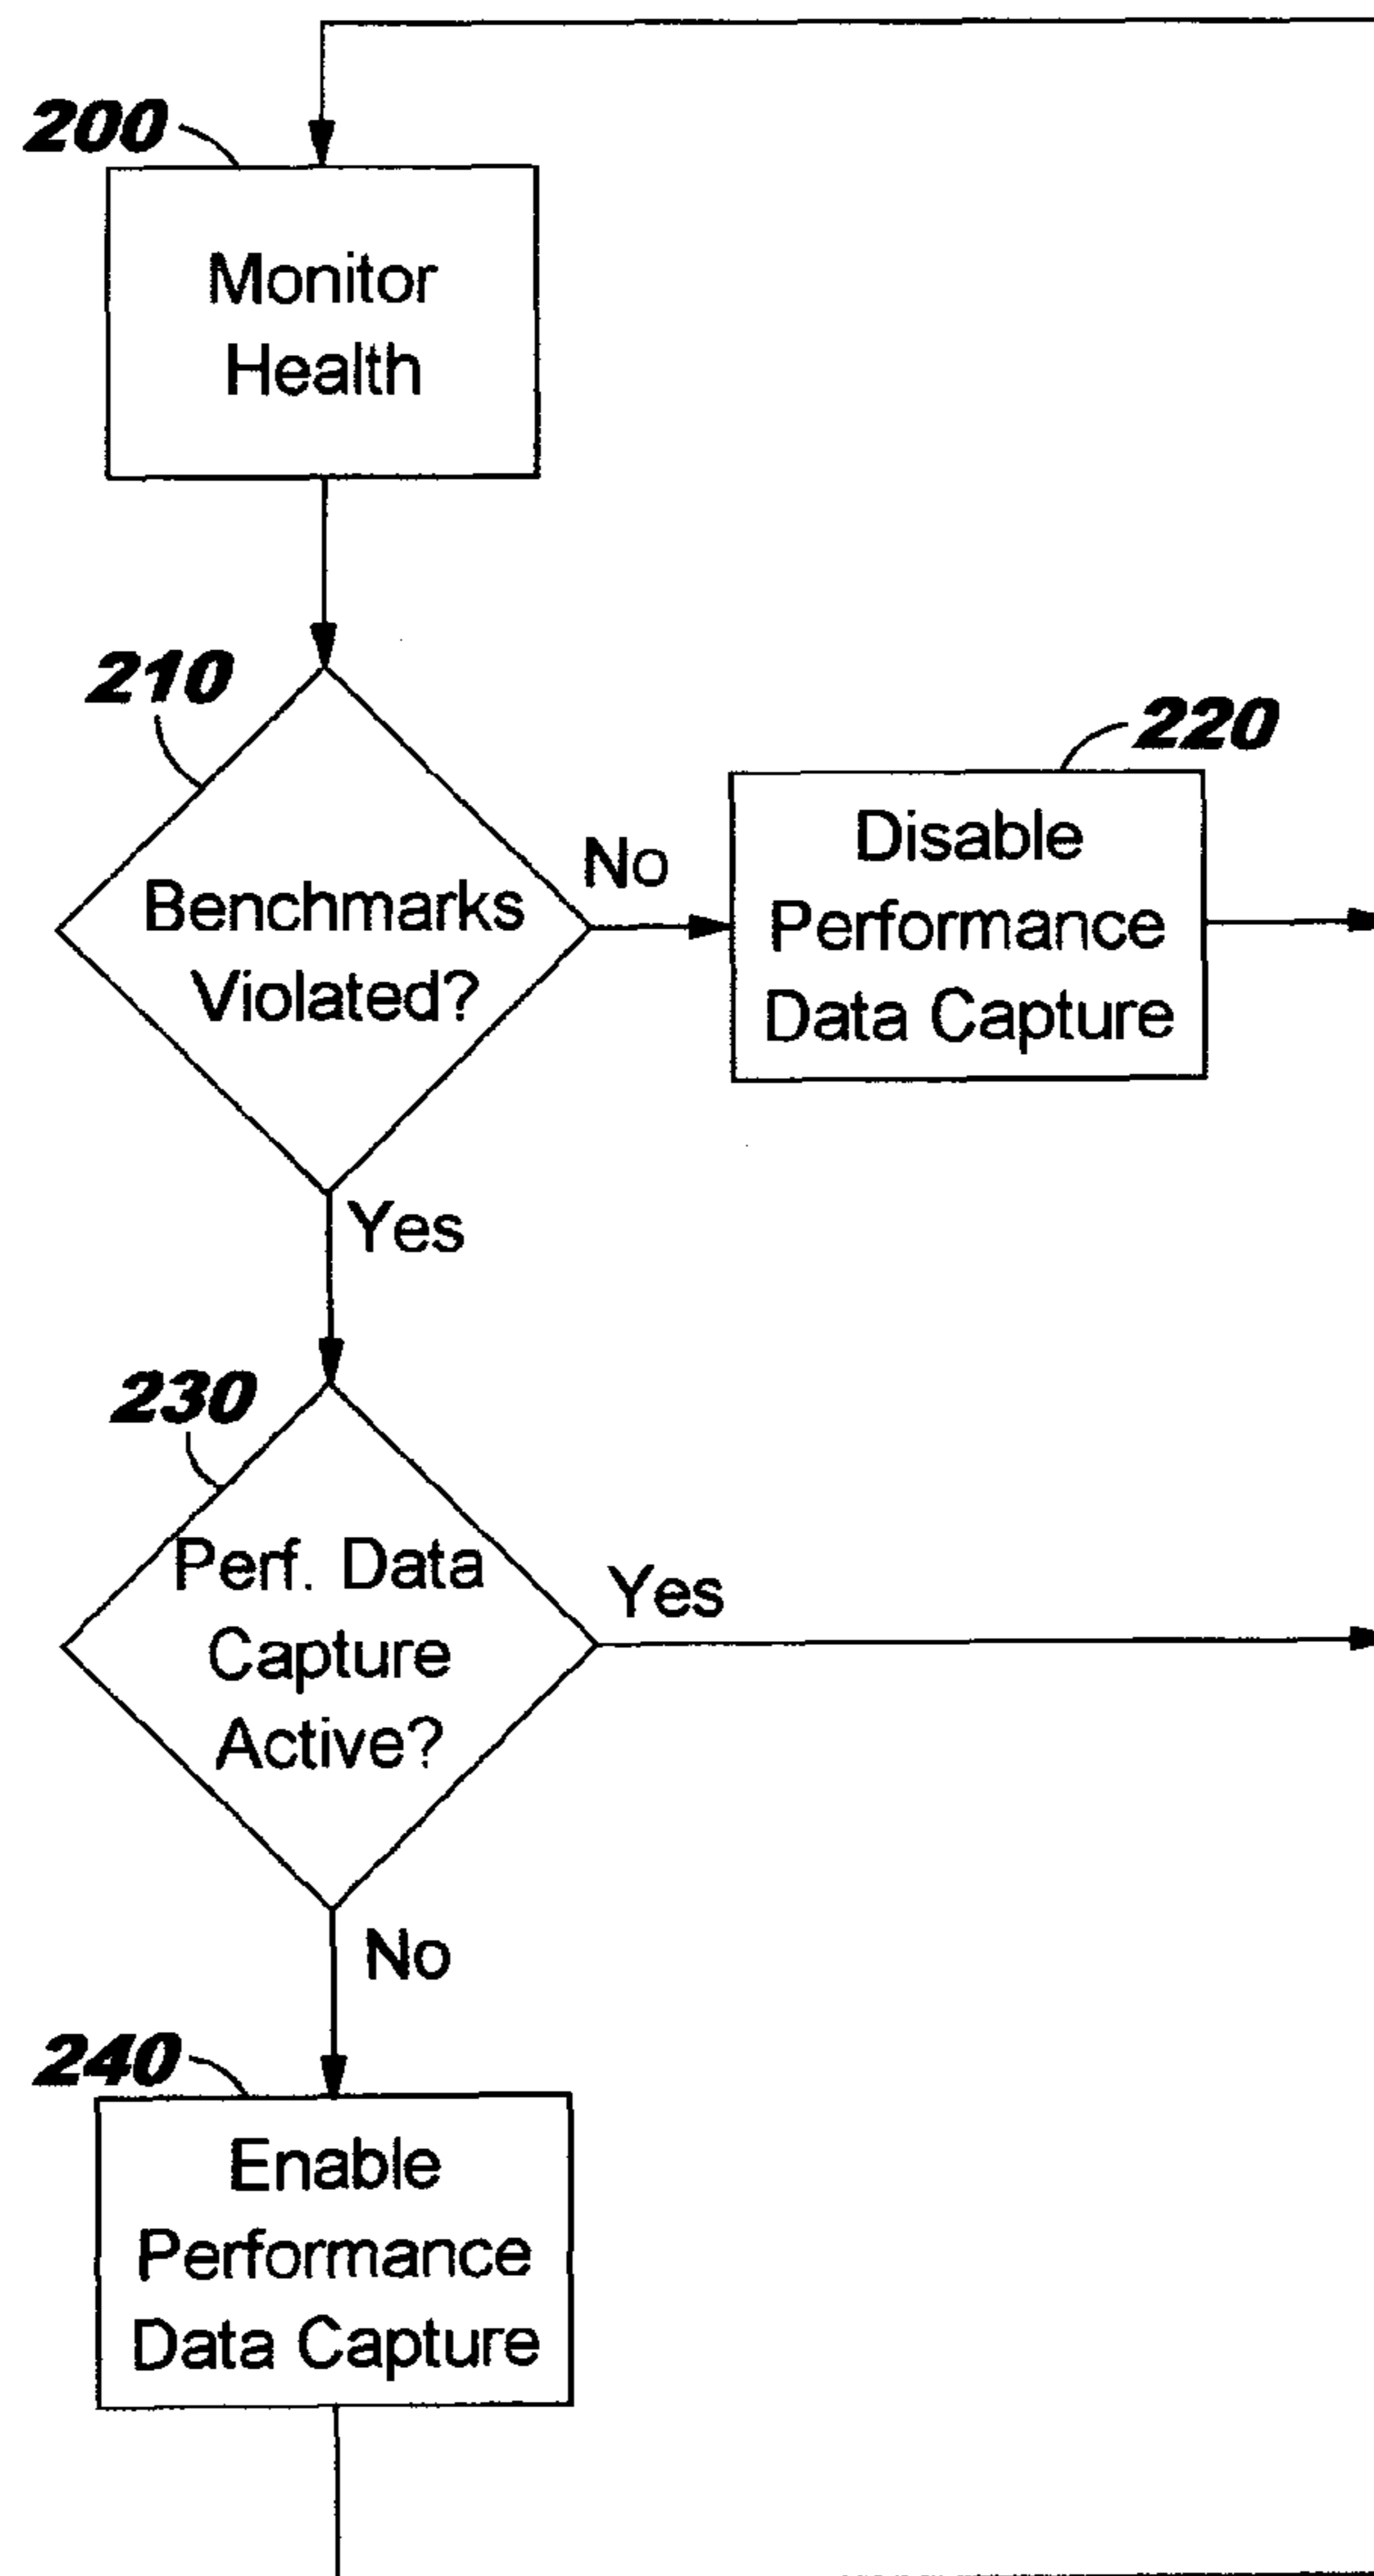 200
Monitor
Health
210
Benchmarks
Violated?
No
220
Disable
Performance
Data Capture
Yes
230
Perf. Data
Capture
Active?
Yes
No
240
Enable
Performance
Data Capture